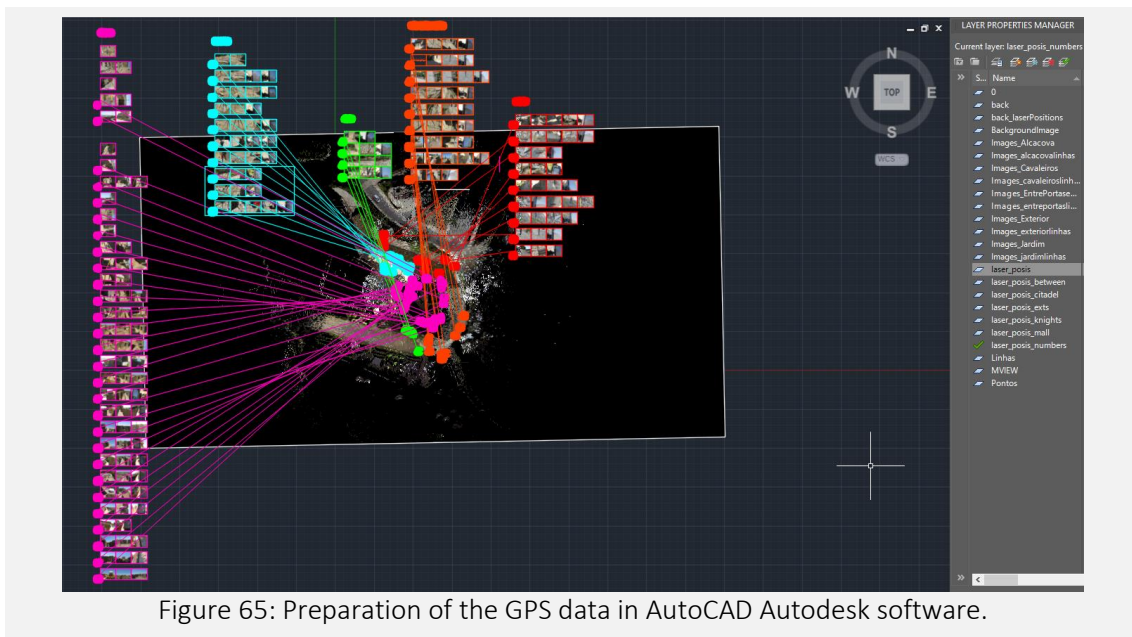 LAYER PROPERTIES MANAGER
Current layer: laser_posis_numbers
S... Name
0
back
back_laserPositions
BackgroundImage
Images_Alcacova
Images_alcacovalinhas
Images_Cavaleiros
Images_cavaleiroslinh...
Images_EntrePortase...
Images_entreportasli...
Images_Exterior
Images_exteriorlinhas
Images_Jardim
Images_jardimlinhas
laser_posis
laser_posis_between
laser_posis_citadel
laser_posis_exts
laser_posis_knights
laser_posis_mall
laser_posis_numbers
Linhas
MVIEW
Pontos
N
W TOP E
S
WCS
Figure 65: Preparation of the GPS data in AutoCAD Autodesk software.